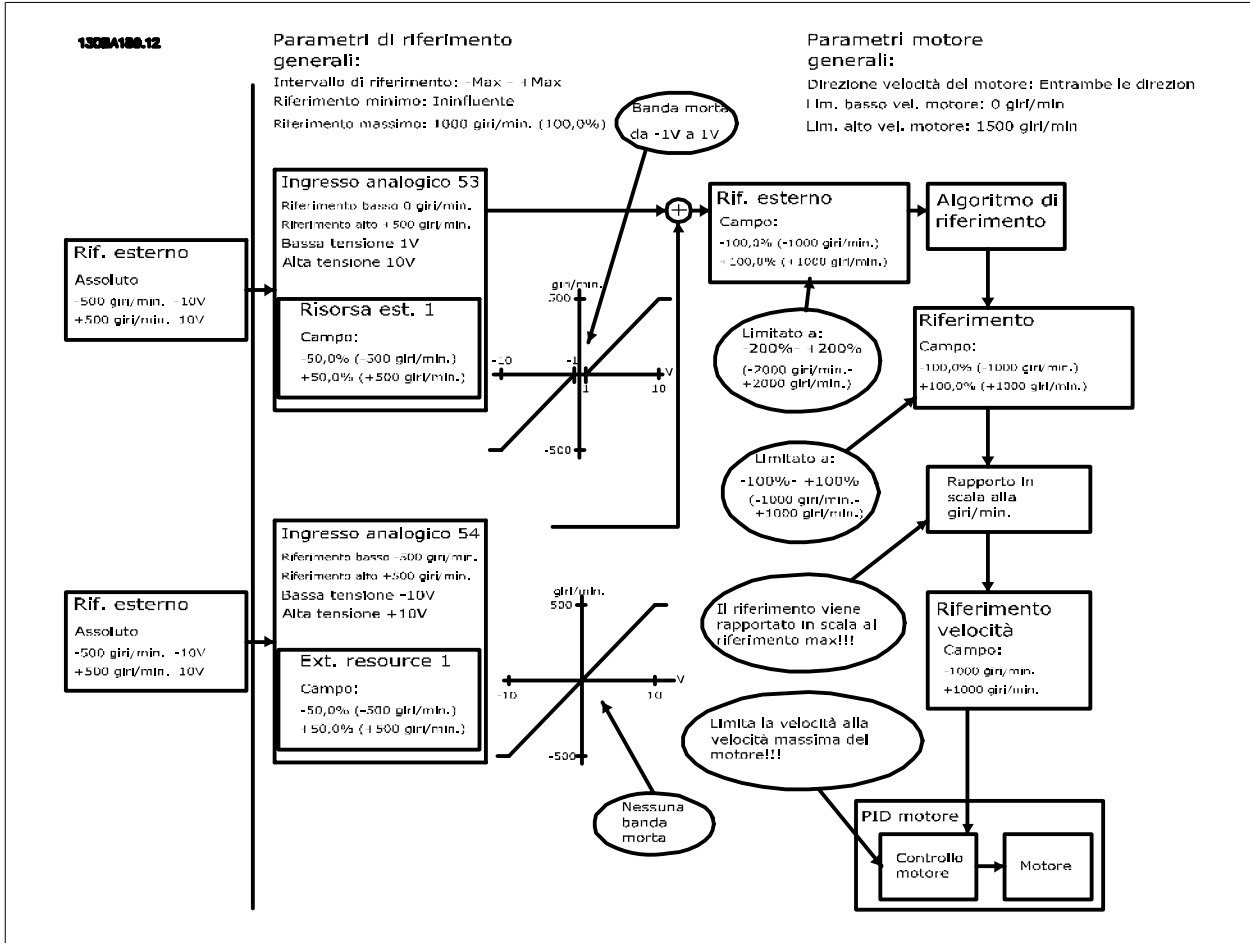 130BA189.12
Parametri di riferimento
generali:
Intervallo di riferimento: -Max - +Max
Riferimento minimo: Ininfluente
Riferimento massimo: 1000 giri/min. (100,0%)
Parametri motore
generali:
Direzione velocità del motore: Entrambe le direzion
Lim. basso vel. motore: 0 giri/min
Lim. alto vel. motore: 1500 giri/min
Banda morta
da -1V a 1V
Rif. esterno
Assoluto
-500 giri/min. -10V
+500 giri/min. 10V
Ingresso analogico 53
Riferimento basso 0 giri/min.
Riferimento alto +500 giri/min.
Bassa tensione 1V
Alta tensione 10V
Risorsa est. 1
Campo:
-50,0% (-500 giri/min.)
+50,0% (+500 giri/min.)
giri/min.
500
-10
-1
V
1
10
-500
Rif. esterno
Campo:
-100,0% (-1000 giri/min.)
+100,0% (+1000 giri/min.)
Algoritmo di
riferimento
Limitato a:
-200%- +200%
(-2000 giri/min.-
+2000 giri/min.)
Riferimento
Campo:
-100,0% (-1000 giri/min.)
+100,0% (+1000 giri/min.)
Limitato a:
-100%- +100%
(-1000 giri/min.-
+1000 giri/min.)
Rapporto in
scala alla
giri/min.
Rif. esterno
Assoluto
-500 giri/min. -10V
+500 giri/min. 10V
Ingresso analogico 54
Riferimento basso -500 giri/min.
Riferimento alto +500 giri/min.
Bassa tensione -10V
Alta tensione +10V
Ext. resource 1
Campo:
-50,0% (-500 giri/min.)
+50,0% (+500 giri/min.)
giri/min.
500
V
-10
10
-500
Nessuna
banda
morta
Il riferimento viene
rapportato in scala al
riferimento max!!!
Riferimento
velocità
Campo:
-1000 giri/min.
+1000 giri/min.
Limita la velocità alla
velocità massima del
motore!!!
PID motore
Controllo
motore
Motore